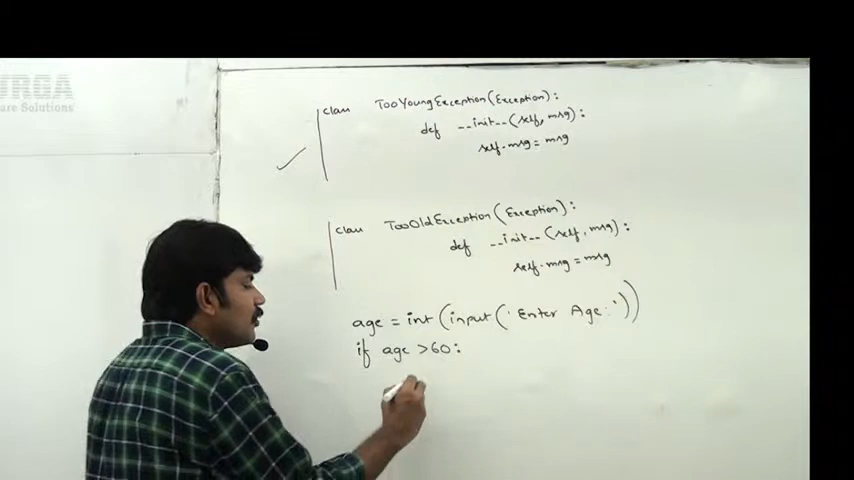 URGA
are Solutions
class TooYoungException(Exception):
def __init__(self, msg):
self.msg = msg
class TooOldException(Exception):
def __init__(self, msg):
self.msg = msg
age = int(input('Enter Age:'))
if age >60: